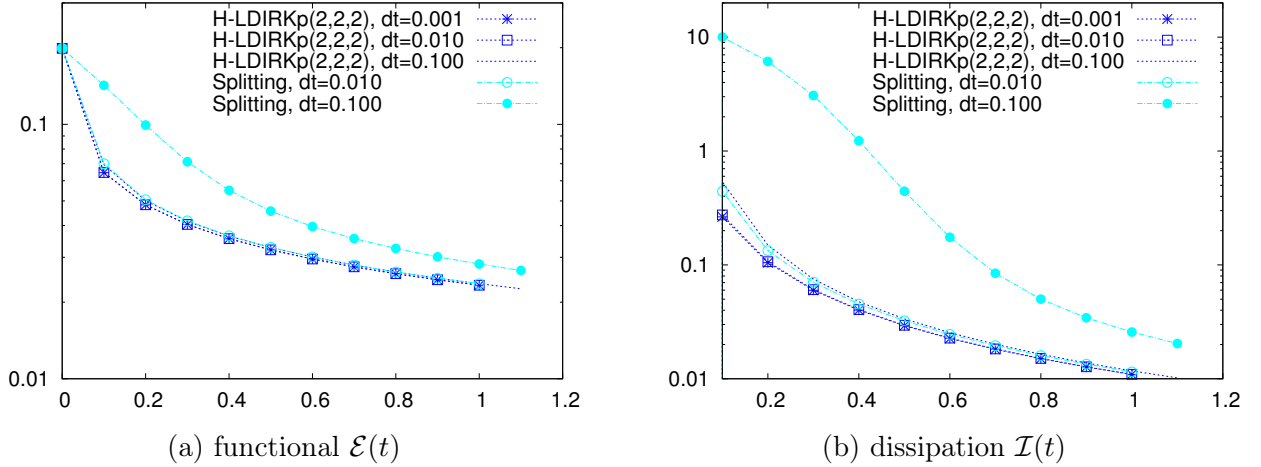 H-LDIRKp(2,2,2), dt=0.001
H-LDIRKp(2,2,2), dt=0.010
H-LDIRKp(2,2,2), dt=0.100
Splitting, dt=0.010
Splitting, dt=0.100
0.1
0.01
0 0.2 0.4 0.6 0.8 1 1.2
(a) functional ℰ(t)
H-LDIRKp(2,2,2), dt=0.001
H-LDIRKp(2,2,2), dt=0.010
H-LDIRKp(2,2,2), dt=0.100
Splitting, dt=0.010
Splitting, dt=0.100
10
1
0.1
0.01
0.2 0.4 0.6 0.8 1 1.2
(b) dissipation ℐ(t)